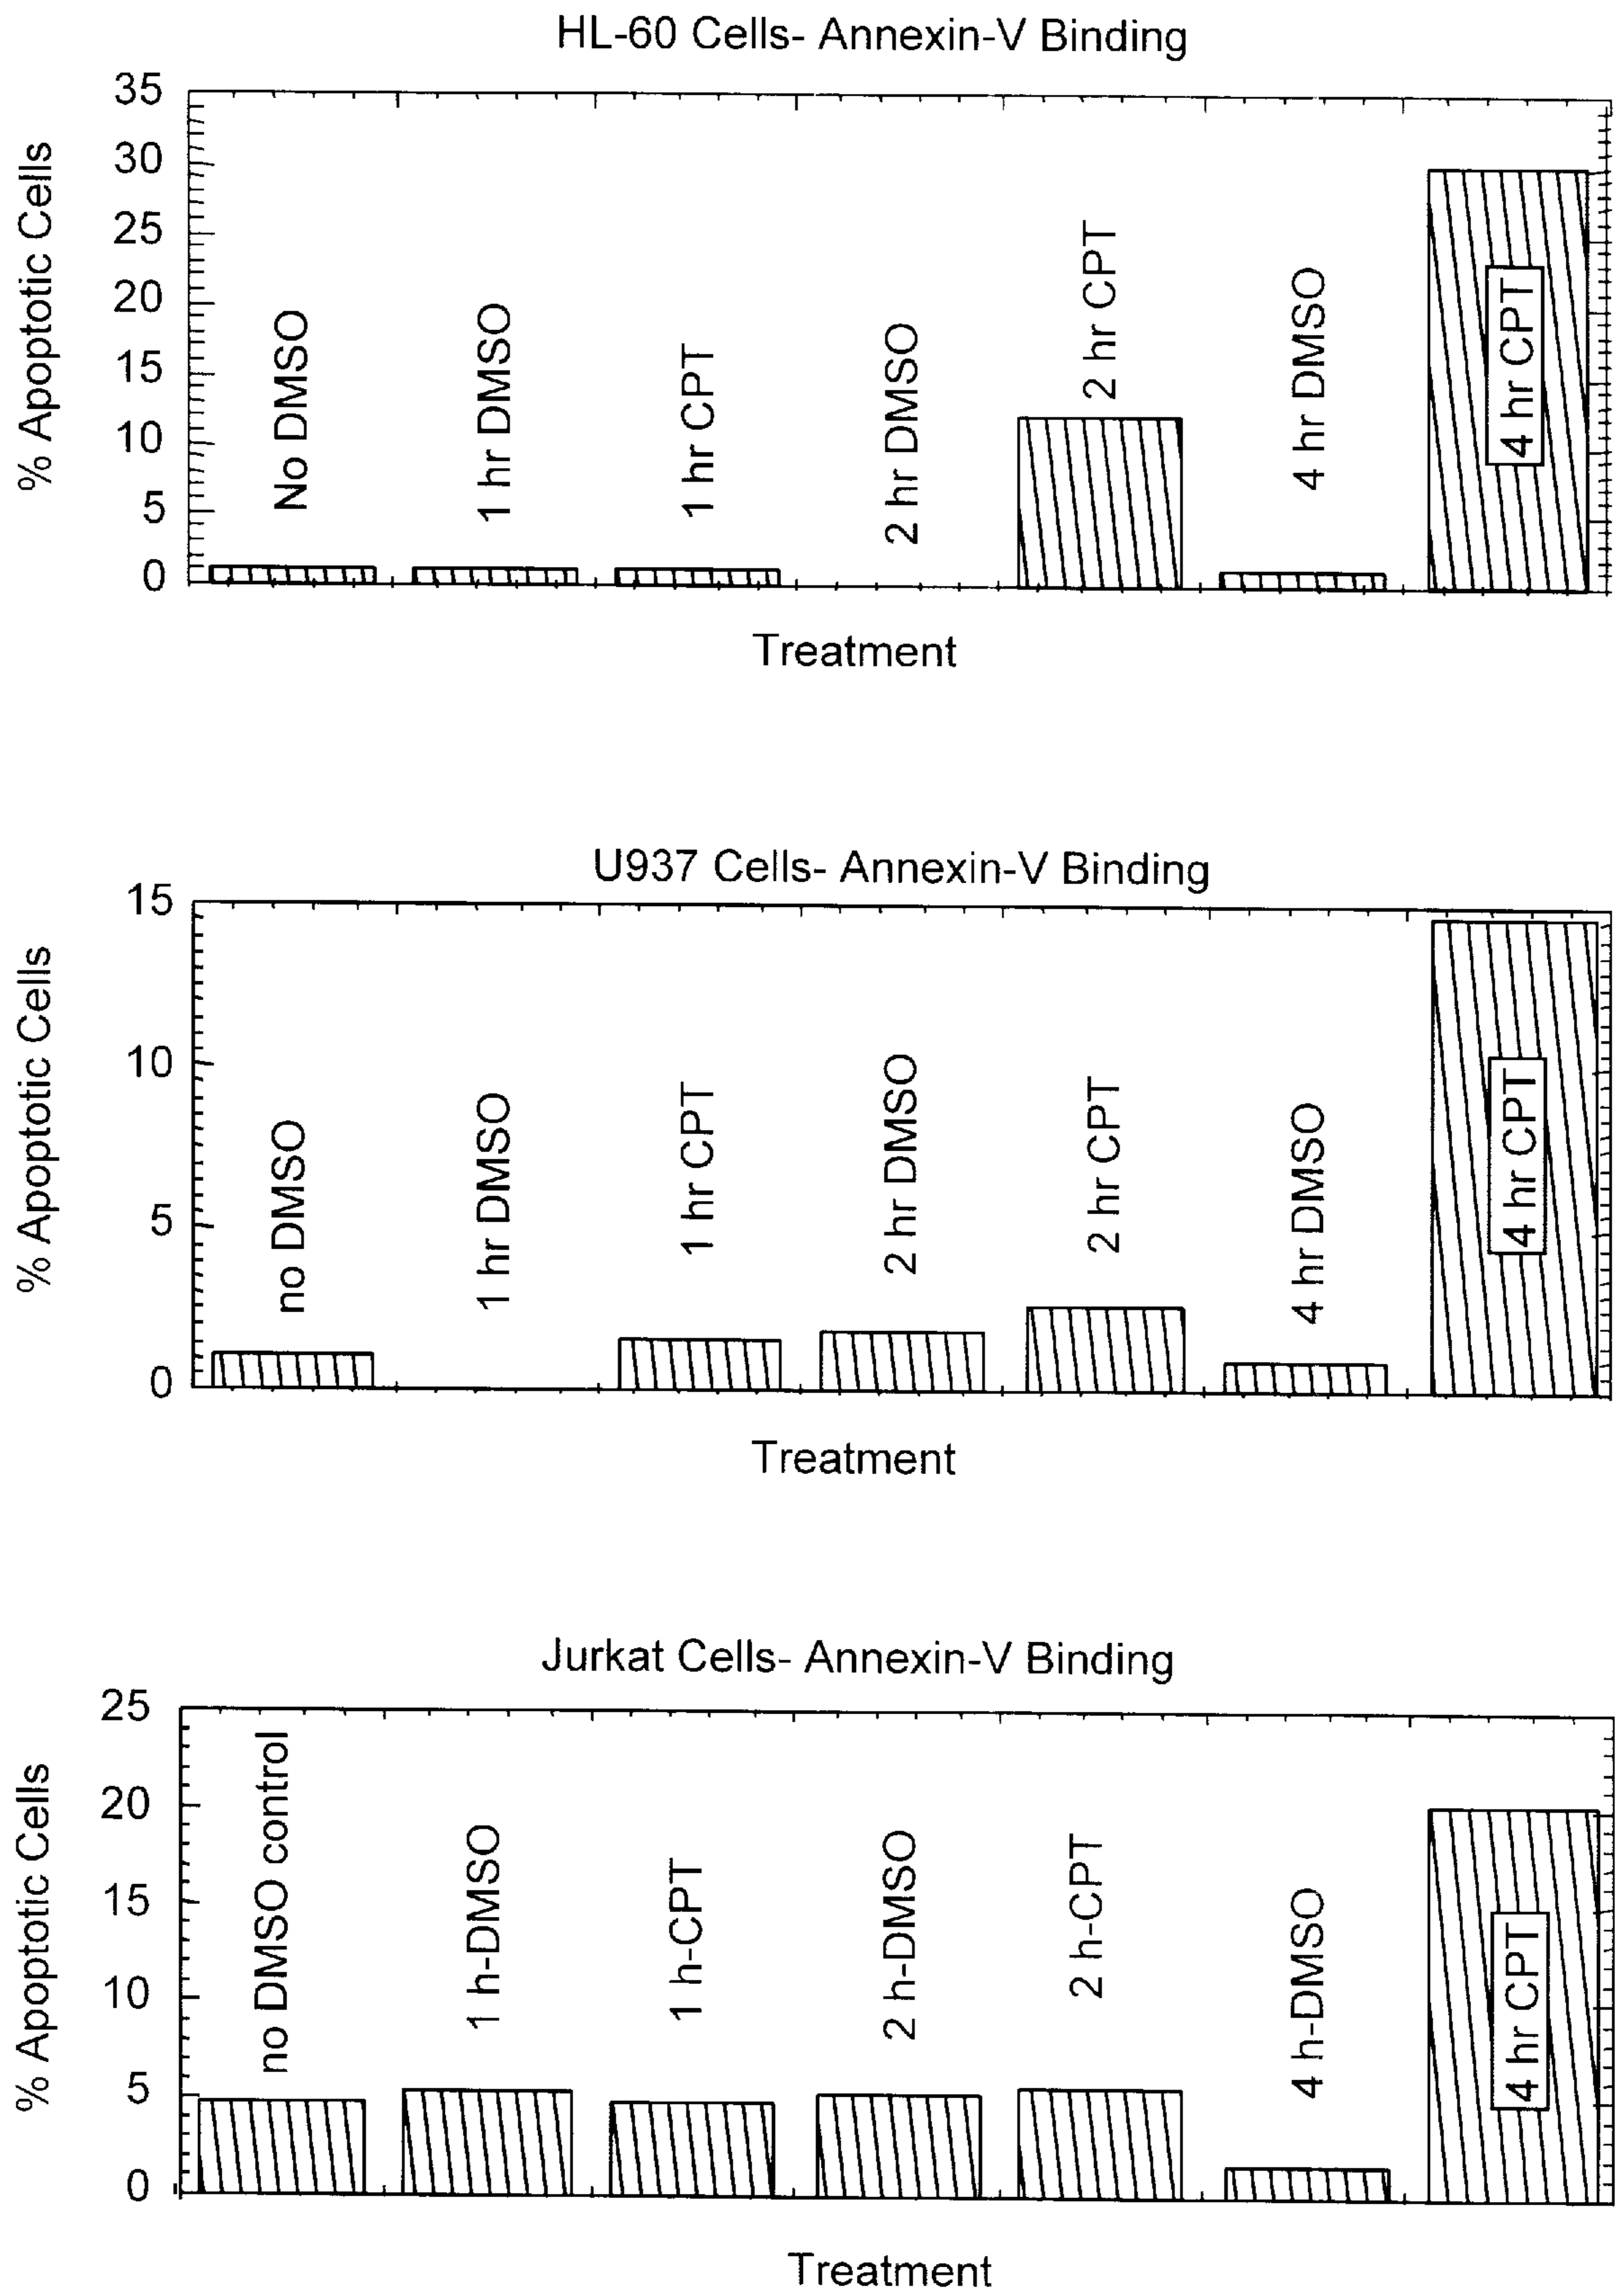 HL-60 Cells- Annexin-V Binding
% Apoptotic Cells
35
30
25
20
15
10
5
0
No DMSO
1 hr DMSO
1 hr CPT
2 hr DMSO
2 hr CPT
4 hr DMSO
4 hr CPT
Treatment
U937 Cells- Annexin-V Binding
% Apoptotic Cells
15
10
5
0
no DMSO
1 hr DMSO
1 hr CPT
2 hr DMSO
2 hr CPT
4 hr DMSO
4 hr CPT
Treatment
Jurkat Cells- Annexin-V Binding
% Apoptotic Cells
25
20
15
10
5
0
no DMSO control
1 h-DMSO
1 h-CPT
2 h-DMSO
2 h-CPT
4 h-DMSO
4 hr CPT
Treatment